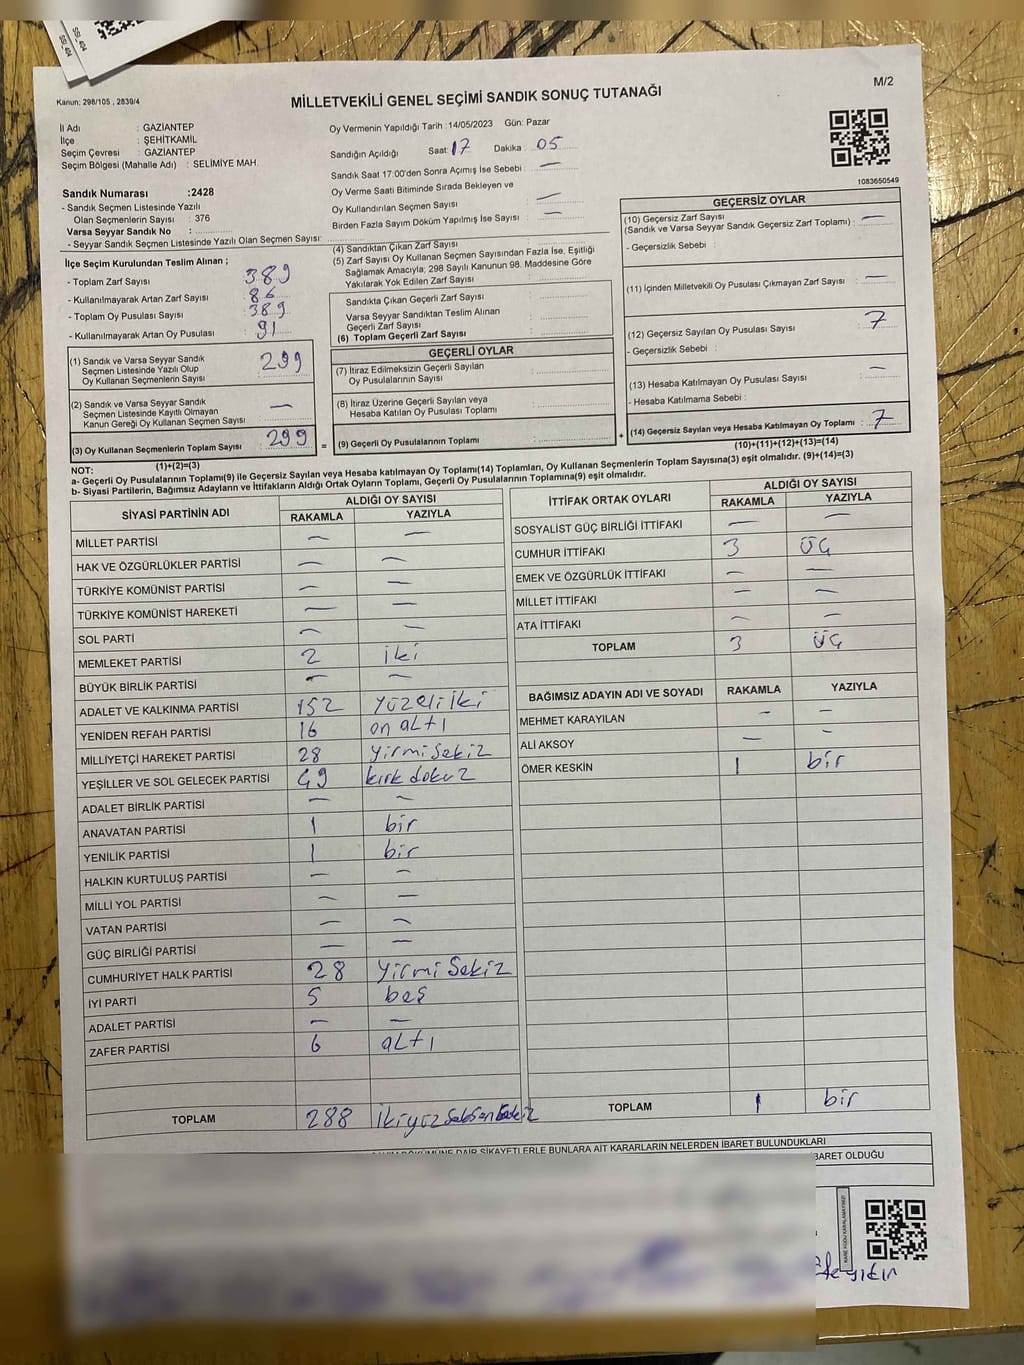 SSI_404
SSI_404
Kanun; 298/105 , 2839/4
MİLLETVEKİLİ GENEL SEÇİMİ SANDIK SONUÇ TUTANAĞI
M/2
İl Adı : GAZİANTEP
İlçe : ŞEHİTKAMİL
Seçim Çevresi : GAZİANTEP
Seçim Bölgesi (Mahalle Adı) : SELİMİYE MAH.
Oy Vermenin Yapıldığı Tarih :14/05/2023 Gün: Pazar
Sandığın Açıldığı Saat: 17 Dakika : 05
Sandık Saat 17:00'den Sonra Açımış İse Sebebi : —
Oy Verme Saati Bitiminde Sırada Bekleyen ve
Oy Kullandırılan Seçmen Sayısı : —
Birden Fazla Sayım Döküm Yapılmış İse Sayısı : —
1083650549
Sandık Numarası :2428
- Sandık Seçmen Listesinde Yazılı
Olan Seçmenlerin Sayısı : 376
Varsa Seyyar Sandık No :
- Seyyar Sandık Seçmen Listesinde Yazılı Olan Seçmen Sayısı:
İlçe Seçim Kurulundan Teslim Alınan ;
- Toplam Zarf Sayısı : 389
- Kullanılmayarak Artan Zarf Sayısı : 86
- Toplam Oy Pusulası Sayısı : 389
- Kullanılmayarak Artan Oy Pusulası : 91
(1) Sandık ve Varsa Seyyar Sandık
Seçmen Listesinde Yazılı Olup
Oy Kullanan Seçmenlerin Sayısı : 299
(2) Sandık ve Varsa Seyyar Sandık
Seçmen Listesinde Kayıtlı Olmayan
Kanun Gereği Oy Kullanan Seçmen Sayısı : —
(3) Oy Kullanan Seçmenlerin Toplam Sayısı : 299 =
(1)+(2)=(3)
(4) Sandıktan Çıkan Zarf Sayısı :
(5) Zarf Sayısı Oy Kullanan Seçmen Sayısından Fazla İse, Eşitliği
Sağlamak Amacıyla; 298 Sayılı Kanunun 98. Maddesine Göre
Yakılarak Yok Edilen Zarf Sayısı :
Sandıkta Çıkan Geçerli Zarf Sayısı :
Varsa Seyyar Sandıktan Teslim Alınan
Geçerli Zarf Sayısı :
(6) Toplam Geçerli Zarf Sayısı :
GEÇERLİ OYLAR
(7) İtiraz Edilmeksizin Geçerli Sayılan
Oy Pusulalarının Sayısı :
(8) İtiraz Üzerine Geçerli Sayılan veya
Hesaba Katılan Oy Pusulası Toplamı :
(9) Geçerli Oy Pusulalarının Toplamı : +
GEÇERSİZ OYLAR
(10) Geçersiz Zarf Sayısı
(Sandık ve Varsa Seyyar Sandık Geçersiz Zarf Toplamı) : —
- Geçersizlik Sebebi :
(11) İçinden Milletvekili Oy Pusulası Çıkmayan Zarf Sayısı : —
(12) Geçersiz Sayılan Oy Pusulası Sayısı : 7
- Geçersizlik Sebebi :
(13) Hesaba Katılmayan Oy Pusulası Sayısı : —
- Hesaba Katılmama Sebebi :
(14) Geçersiz Sayılan veya Hesaba Katılmayan Oy Toplamı : 7
(10)+(11)+(12)+(13)=(14)
NOT:
a- Geçerli Oy Pusulalarının Toplamı(9) ile Geçersiz Sayılan veya Hesaba katılmayan Oy Toplamı(14) Toplamları, Oy Kullanan Seçmenlerin Toplam Sayısına(3) eşit olmalıdır. (9)+(14)=(3)
b- Siyasi Partilerin, Bağımsız Adayların ve İttifakların Aldığı Ortak Oyların Toplamı, Geçerli Oy Pusulalarının Toplamına(9) eşit olmalıdır.
SİYASİ PARTİNİN ADI ALDIĞI OY SAYISI
RAKAMLA YAZIYLA
MİLLET PARTİSİ — —
HAK VE ÖZGÜRLÜKLER PARTİSİ — —
TÜRKİYE KOMÜNİST PARTİSİ — —
TÜRKİYE KOMÜNİST HAREKETİ — —
SOL PARTİ — —
MEMLEKET PARTİSİ 2 iki
BÜYÜK BİRLİK PARTİSİ — —
ADALET VE KALKINMA PARTİSİ 152 yüzelliiki
YENİDEN REFAH PARTİSİ 16 on altı
MİLLİYETÇİ HAREKET PARTİSİ 28 yirmi sekiz
YEŞİLLER VE SOL GELECEK PARTİSİ 49 kırk dokuz
ADALET BİRLİK PARTİSİ — —
ANAVATAN PARTİSİ 1 bir
YENİLİK PARTİSİ 1 bir
HALKIN KURTULUŞ PARTİSİ — —
MİLLİ YOL PARTİSİ — —
VATAN PARTİSİ — —
GÜÇ BİRLİĞİ PARTİSİ — —
CUMHURİYET HALK PARTİSİ 28 yirmi sekiz
İYİ PARTİ 5 beş
ADALET PARTİSİ — —
ZAFER PARTİSİ 6 altı
TOPLAM 288
İTTİFAK ORTAK OYLARI ALDIĞI OY SAYISI
RAKAMLA YAZIYLA
SOSYALİST GÜÇ BİRLİĞİ İTTİFAKI — —
CUMHUR İTTİFAKI 3 üç
EMEK VE ÖZGÜRLÜK İTTİFAKI — —
MİLLET İTTİFAKI — —
ATA İTTİFAKI — —
TOPLAM 3 üç
BAĞIMSIZ ADAYIN ADI VE SOYADI RAKAMLA YAZIYLA
MEHMET KARAYILAN — —
ALİ AKSOY — —
ÖMER KESKİN 1 bir
TOPLAM 1 bir
DÖKÜMÜNE DAİR ŞİKAYETLERLE BUNLARA AİT KARARLARIN NELERDEN İBARET BULUNDUKLARI
BARET OLDUĞU